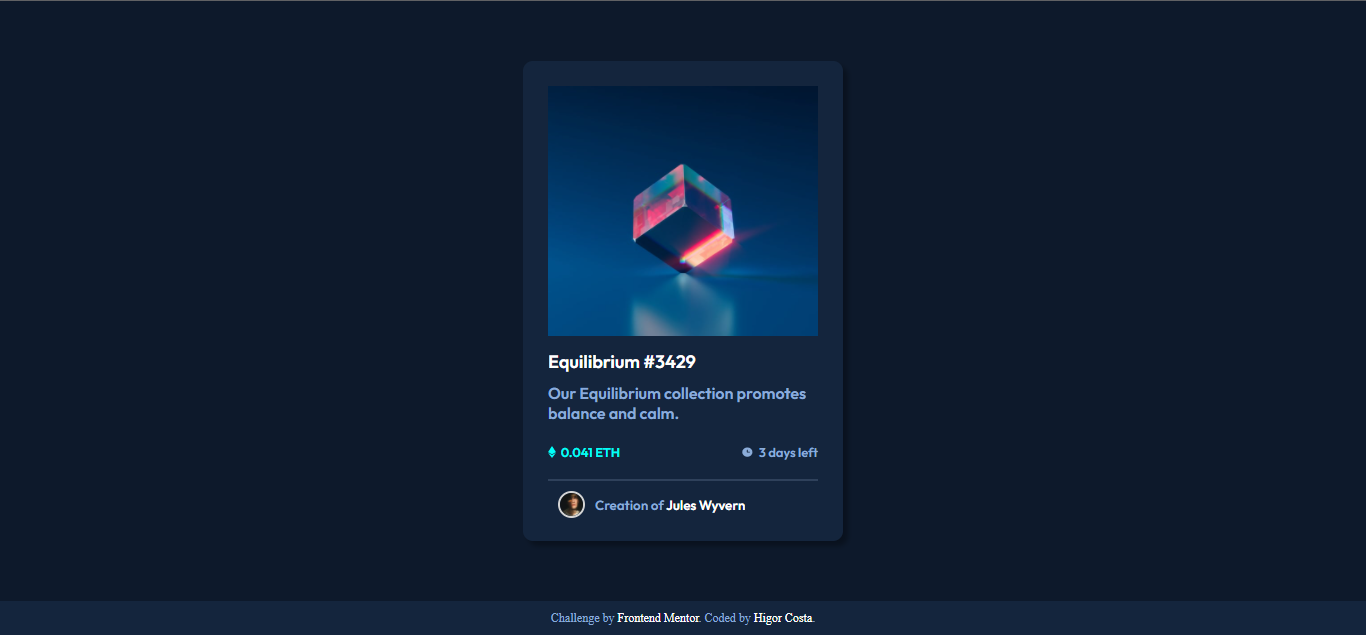 Equilibrium #3429
Our Equilibrium collection promotes
balance and calm.
0.041 ETH
3 days left
Creation of Jules Wyvern
Challenge by Frontend Mentor. Coded by Higor Costa.